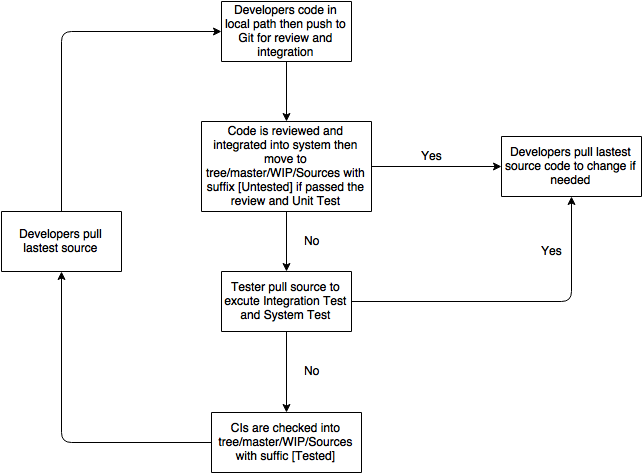 Developers code in
local path then push to
Git for review and
integration
Code is reviewed and
integrated into system then
move to
tree/master/WIP/Sources with
suffix [Untested] if passed the
review and Unit Test
Yes
Developers pull lastest
source code to change if
needed
Developers pull
lastest source
No
Yes
Tester pull source to
excute Integration Test
and System Test
No
CIs are checked into
tree/master/WIP/Sources
with suffic [Tested]